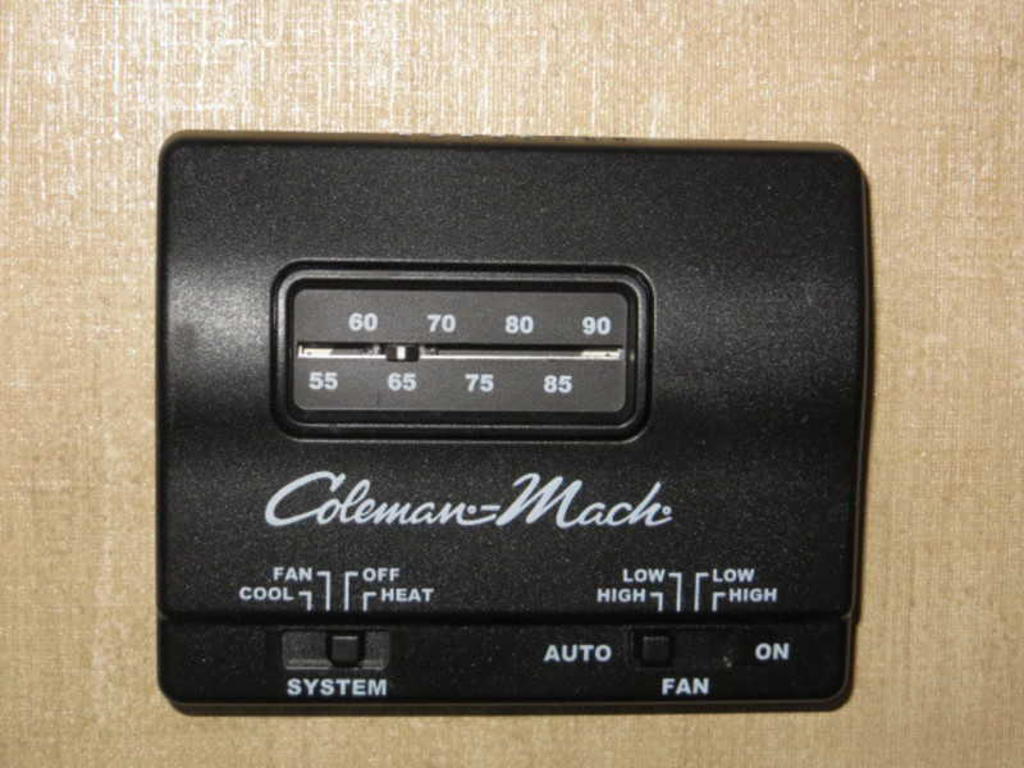 60 70 80 90
55 65 75 85
Coleman-Mach
FAN OFF LOW LOW
COOL HEAT HIGH HIGH
AUTO ON
SYSTEM FAN